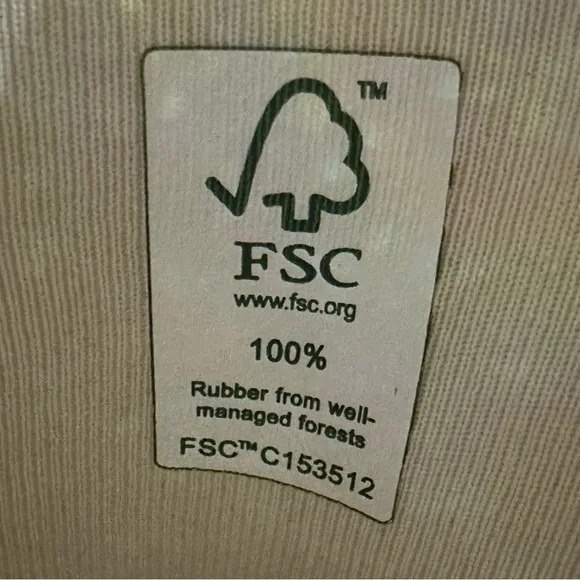 TM
FSC
www.fsc.org
100%
Rubber from well-
managed forests
FSC™ C153512